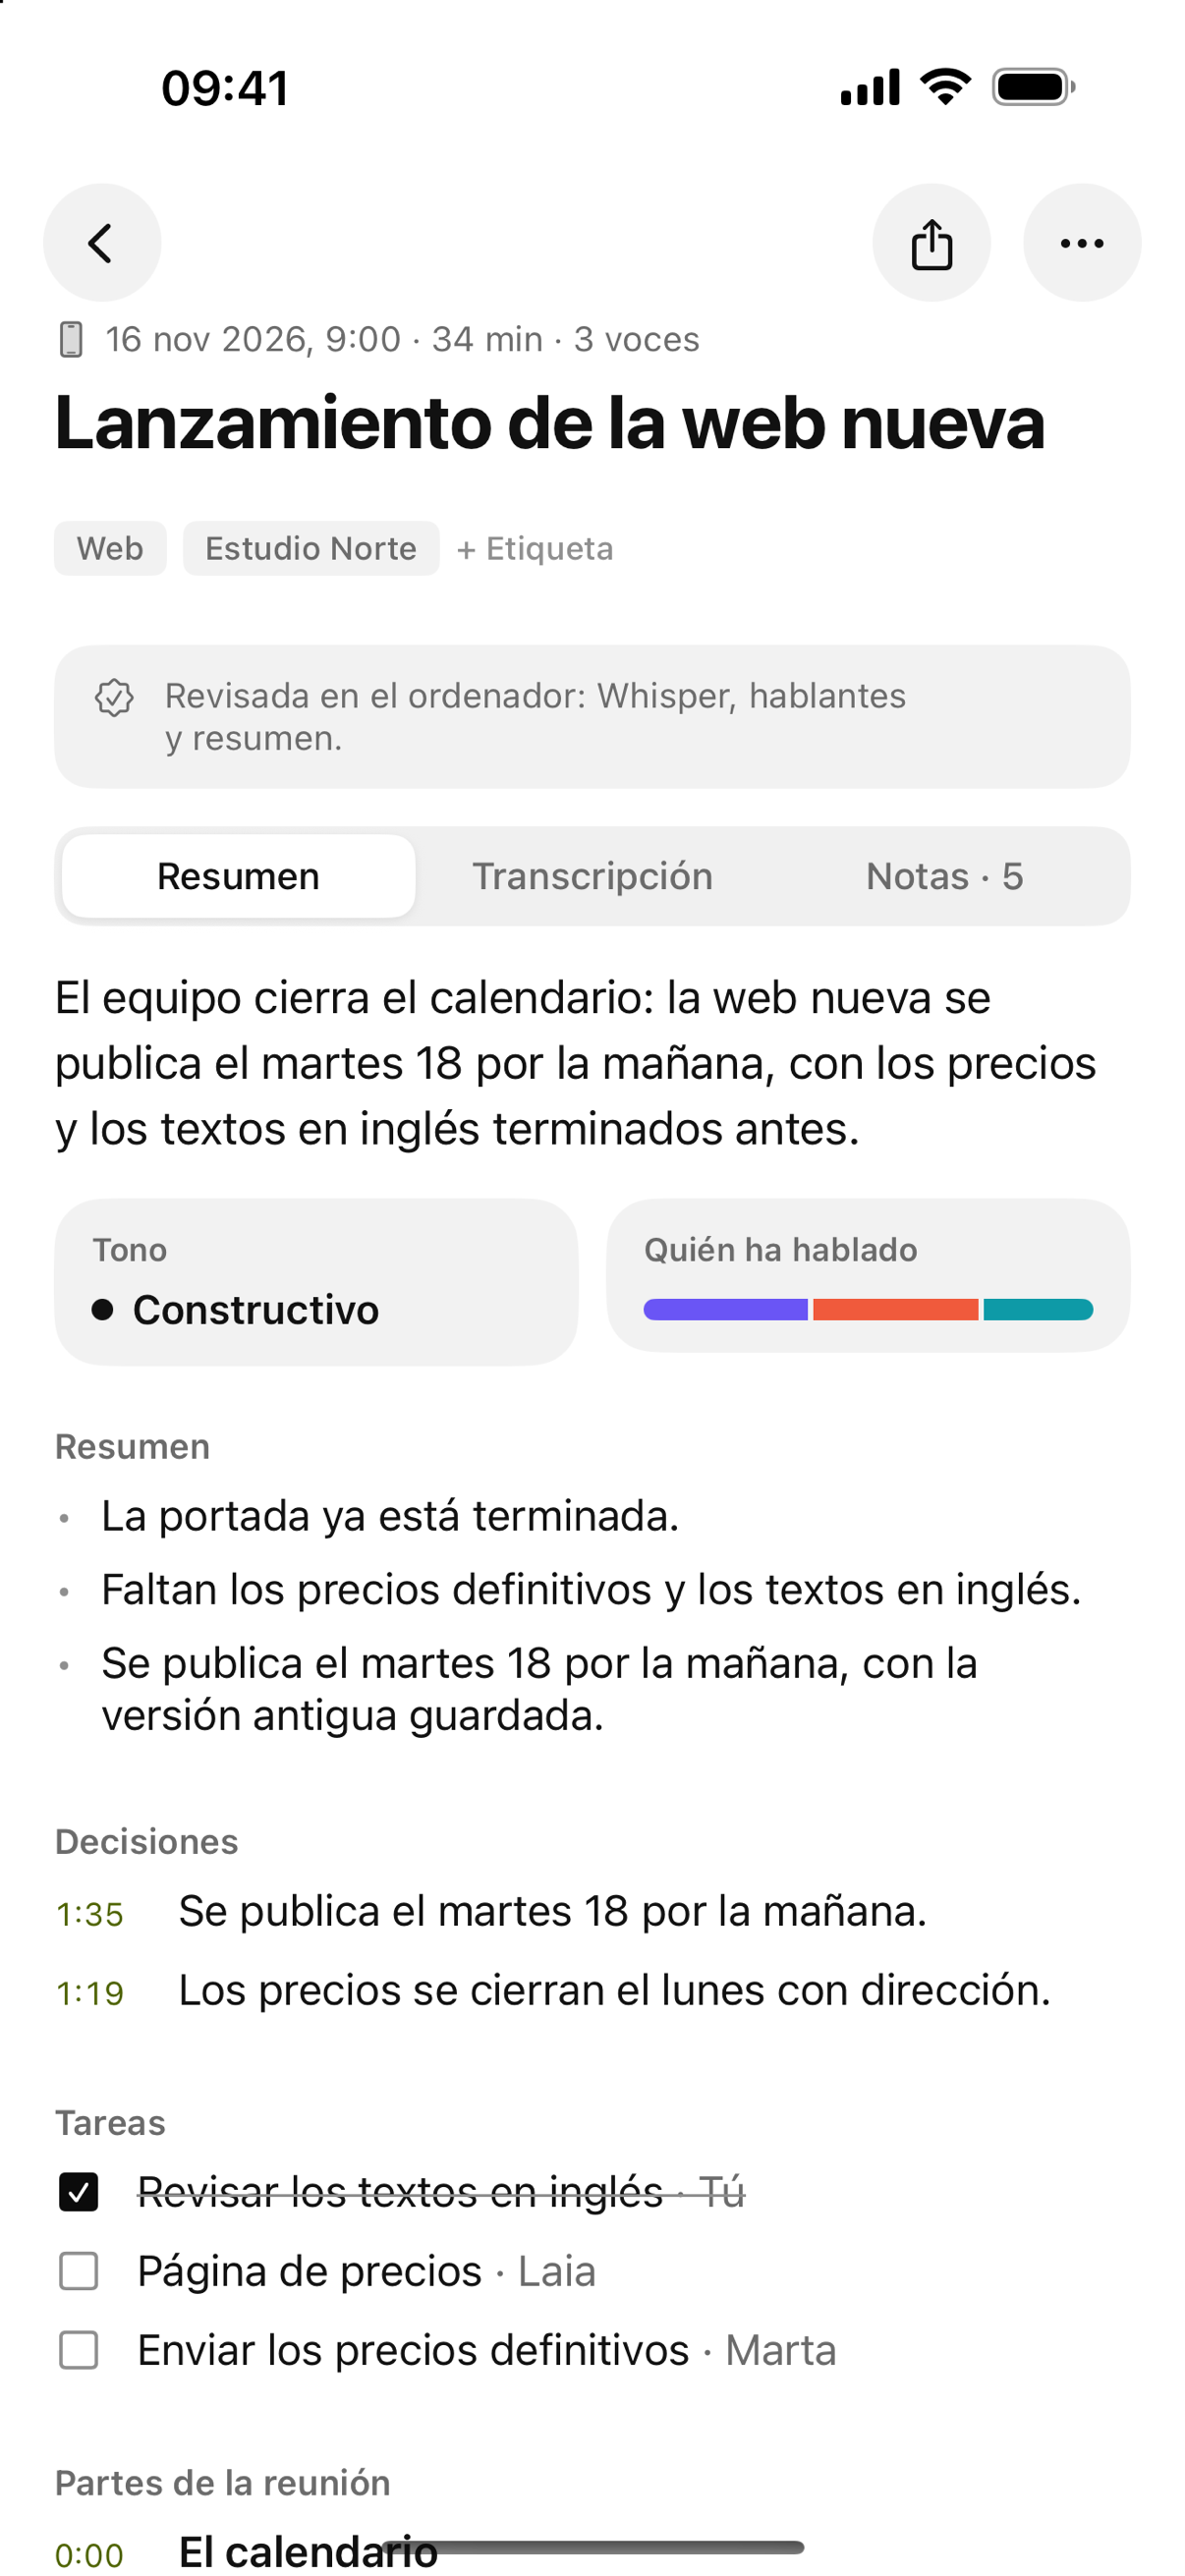 09:41
16 nov 2026, 9:00 · 34 min · 3 voces
Lanzamiento de la web nueva
Web
Estudio Norte
+ Etiqueta
Revisada en el ordenador: Whisper, hablantes
y resumen.
Resumen
Transcripción
Notas · 5
El equipo cierra el calendario: la web nueva se
publica el martes 18 por la mañana, con los precios
y los textos en inglés terminados antes.
Tono
Constructivo
Quién ha hablado
Resumen
• La portada ya está terminada.
• Faltan los precios definitivos y los textos en inglés.
• Se publica el martes 18 por la mañana, con la
versión antigua guardada.
Decisiones
1:35 Se publica el martes 18 por la mañana.
1:19 Los precios se cierran el lunes con dirección.
Tareas
Revisar los textos en inglés · Tú
Página de precios · Laia
Enviar los precios definitivos · Marta
Partes de la reunión
0:00 El calendario